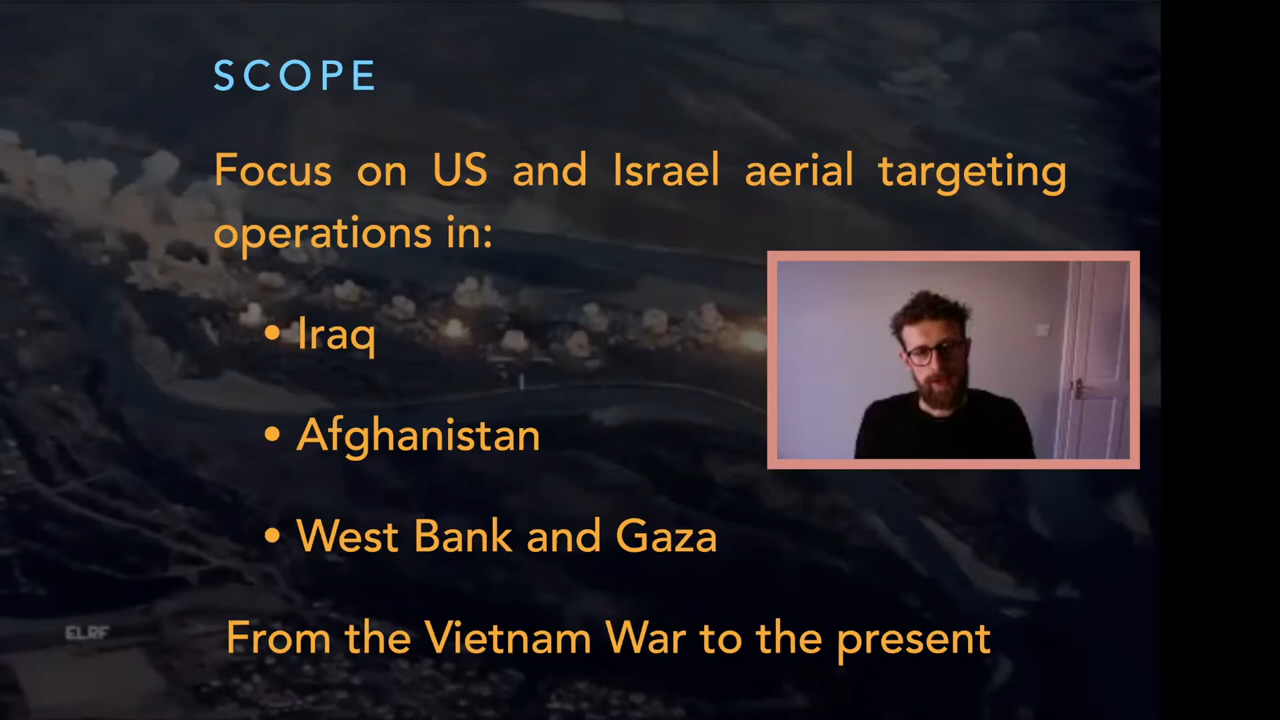 SCOPE
Focus on US and Israel aerial targeting
operations in:
• Iraq
• Afghanistan
• West Bank and Gaza
ELRF
From the Vietnam War to the present